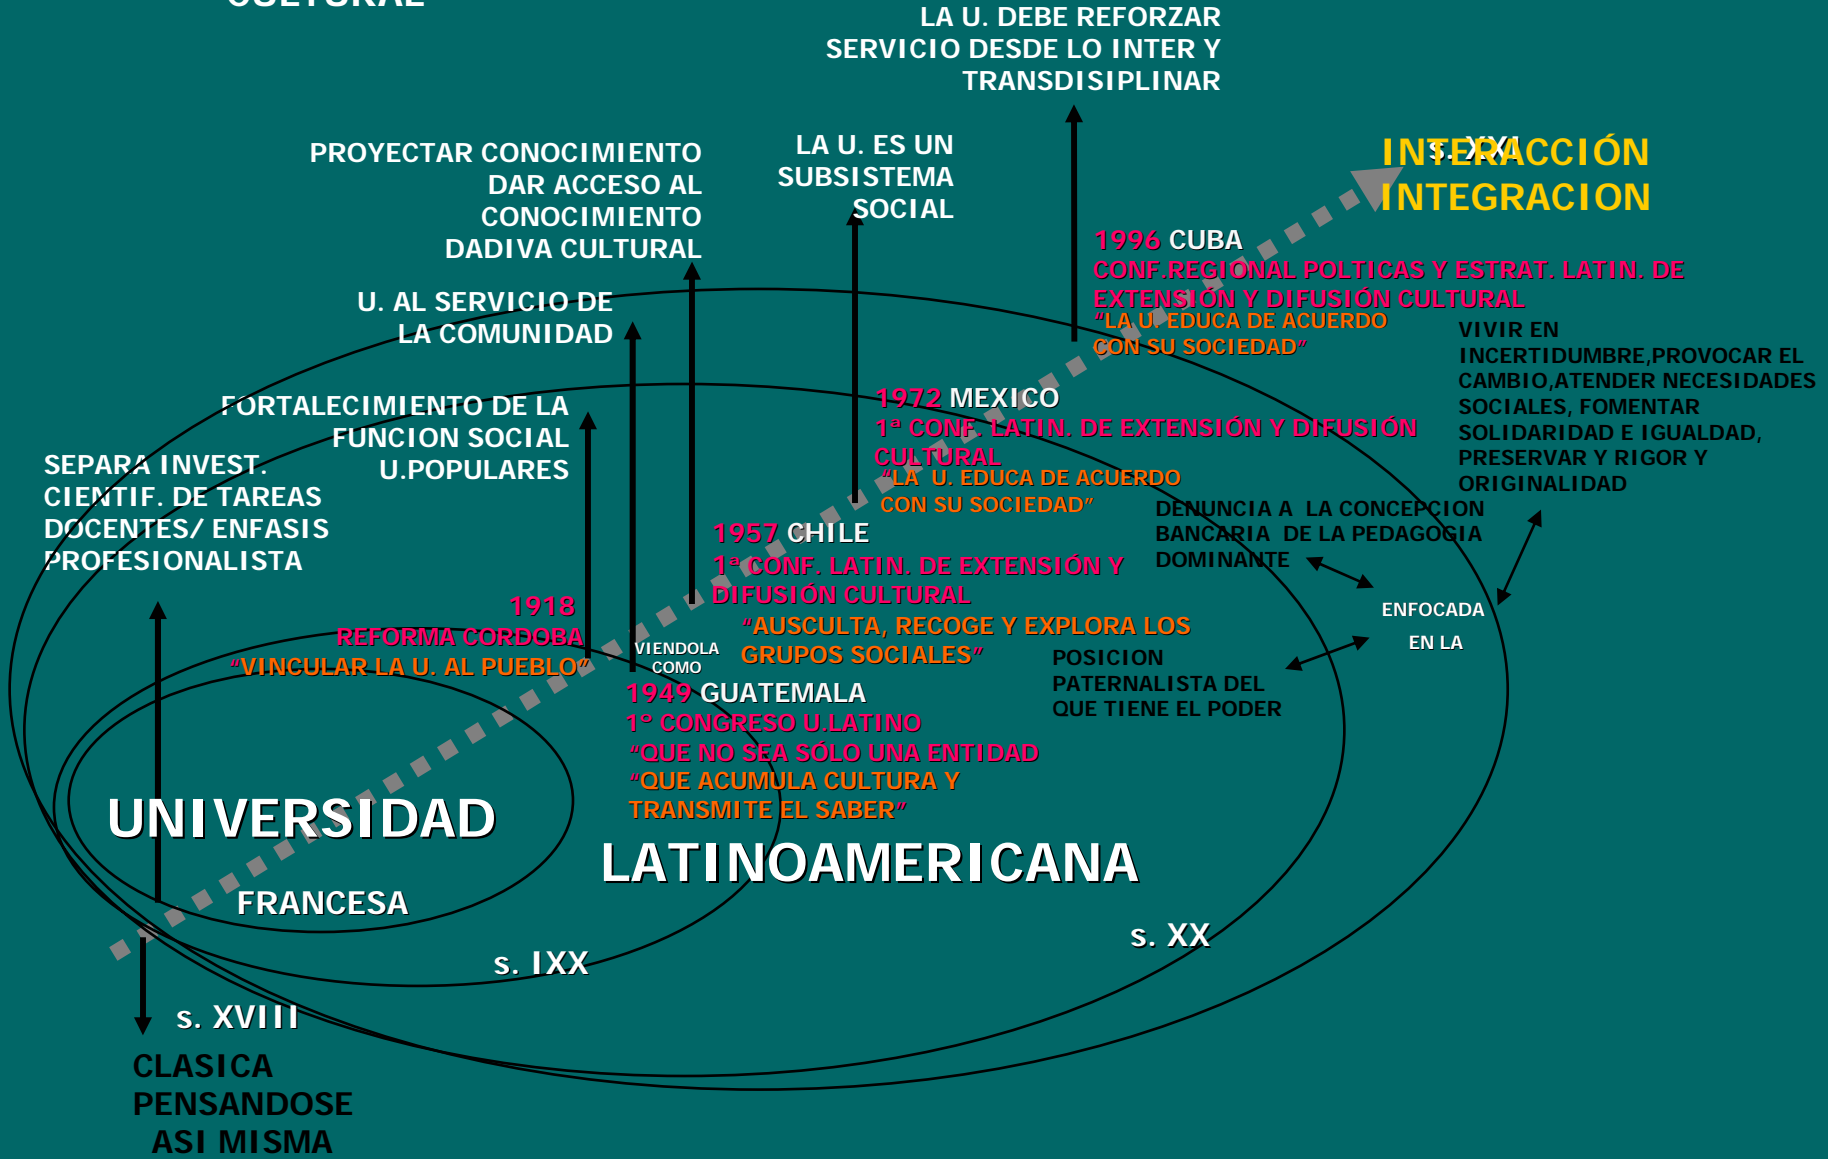 CULTURAL
LA U. DEBE REFORZAR
SERVICIO DESDE LO INTER Y
TRANSDISIPLINAR
PROYECTAR CONOCIMIENTO
DAR ACCESO AL
CONOCIMIENTO
DADIVA CULTURAL
LA U. ES UN
SUBSISTEMA
SOCIAL
s. XXI
INTERACCIÓN
INTEGRACION
1996 CUBA
CONF.REGIONAL POLTICAS Y ESTRAT. LATIN. DE
EXTENSIÓN Y DIFUSIÓN CULTURAL
"LA U. EDUCA DE ACUERDO
CON SU SOCIEDAD"
U. AL SERVICIO DE
LA COMUNIDAD
VIVIR EN
INCERTIDUMBRE,PROVOCAR EL
CAMBIO,ATENDER NECESIDADES
SOCIALES, FOMENTAR
SOLIDARIDAD E IGUALDAD,
PRESERVAR Y RIGOR Y
ORIGINALIDAD
FORTALECIMIENTO DE LA
FUNCION SOCIAL
U.POPULARES
1972 MEXICO
1ª CONF. LATIN. DE EXTENSIÓN Y DIFUSIÓN
CULTURAL
"LA U. EDUCA DE ACUERDO
CON SU SOCIEDAD"
SEPARA INVEST.
CIENTIF. DE TAREAS
DOCENTES/ ENFASIS
PROFESIONALISTA
DENUNCIA A LA CONCEPCION
BANCARIA DE LA PEDAGOGIA
DOMINANTE
1957 CHILE
1ª CONF. LATIN. DE EXTENSIÓN Y
DIFUSIÓN CULTURAL
"AUSCULTA, RECOGE Y EXPLORA LOS
GRUPOS SOCIALES"
ENFOCADA
EN LA
1918
REFORMA CORDOBA
"VINCULAR LA U. AL PUEBLO"
VIENDOLA
COMO
POSICION
PATERNALISTA DEL
QUE TIENE EL PODER
1949 GUATEMALA
1º CONGRESO U.LATINO
"QUE NO SEA SÓLO UNA ENTIDAD
"QUE ACUMULA CULTURA Y
TRANSMITE EL SABER"
UNIVERSIDAD
LATINOAMERICANA
FRANCESA
s. XX
s. IXX
s. XVIII
CLASICA
PENSANDOSE
ASI MISMA